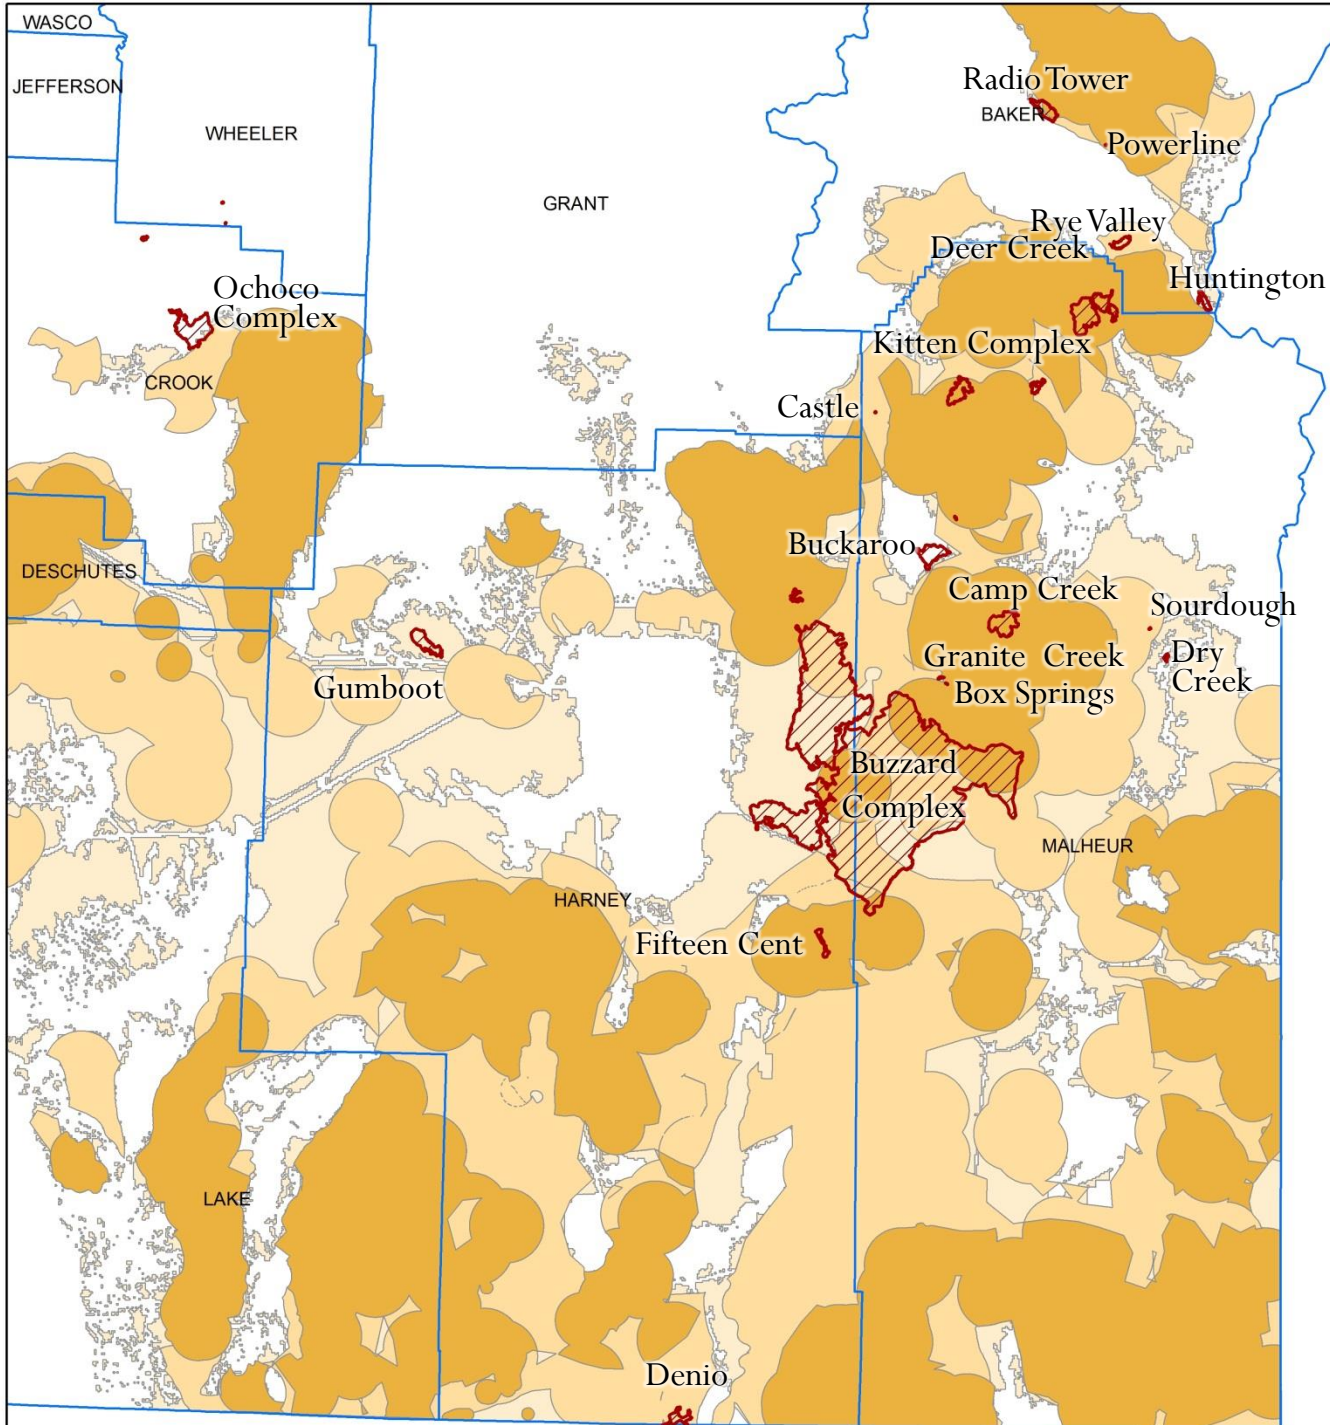 WASCO
JEFFERSON
Radio Tower
BAKER
WHEELER
Powerline
GRANT
Rye Valley
Deer Creek
Huntington
Ochoco
Complex
Kitten Complex
CROOK
Castle
Buckaroo
DESCHUTES
Camp Creek
Sourdough
Granite Creek
Dry
Creek
Gumboot
Box Springs
Buzzard
Complex
MALHEUR
HARNEY
Fifteen Cent
LAKE
Denio